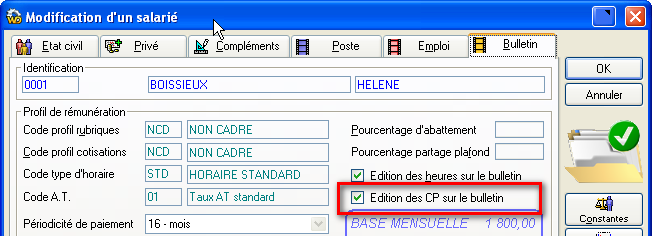 Modification d'un salarié
Etat civil Privé Compléments Poste Emploi Bulletin
Identification
0001 BOISSIEUX HELENE
OK
Annuler
Profil de rémunération
Code profil rubriques NCD NON CADRE Pourcentage d'abattement
Code profil cotisations NCD NON CADRE Pourcentage partage plafond
Code type d'horaire STD HORAIRE STANDARD Edition des heures sur le bulletin
Code A.T. 01 Taux AT standard Edition des CP sur le bulletin
Périodicité de paiement 16 - mois BASE MENSUELLE 1 800,00
Constantes